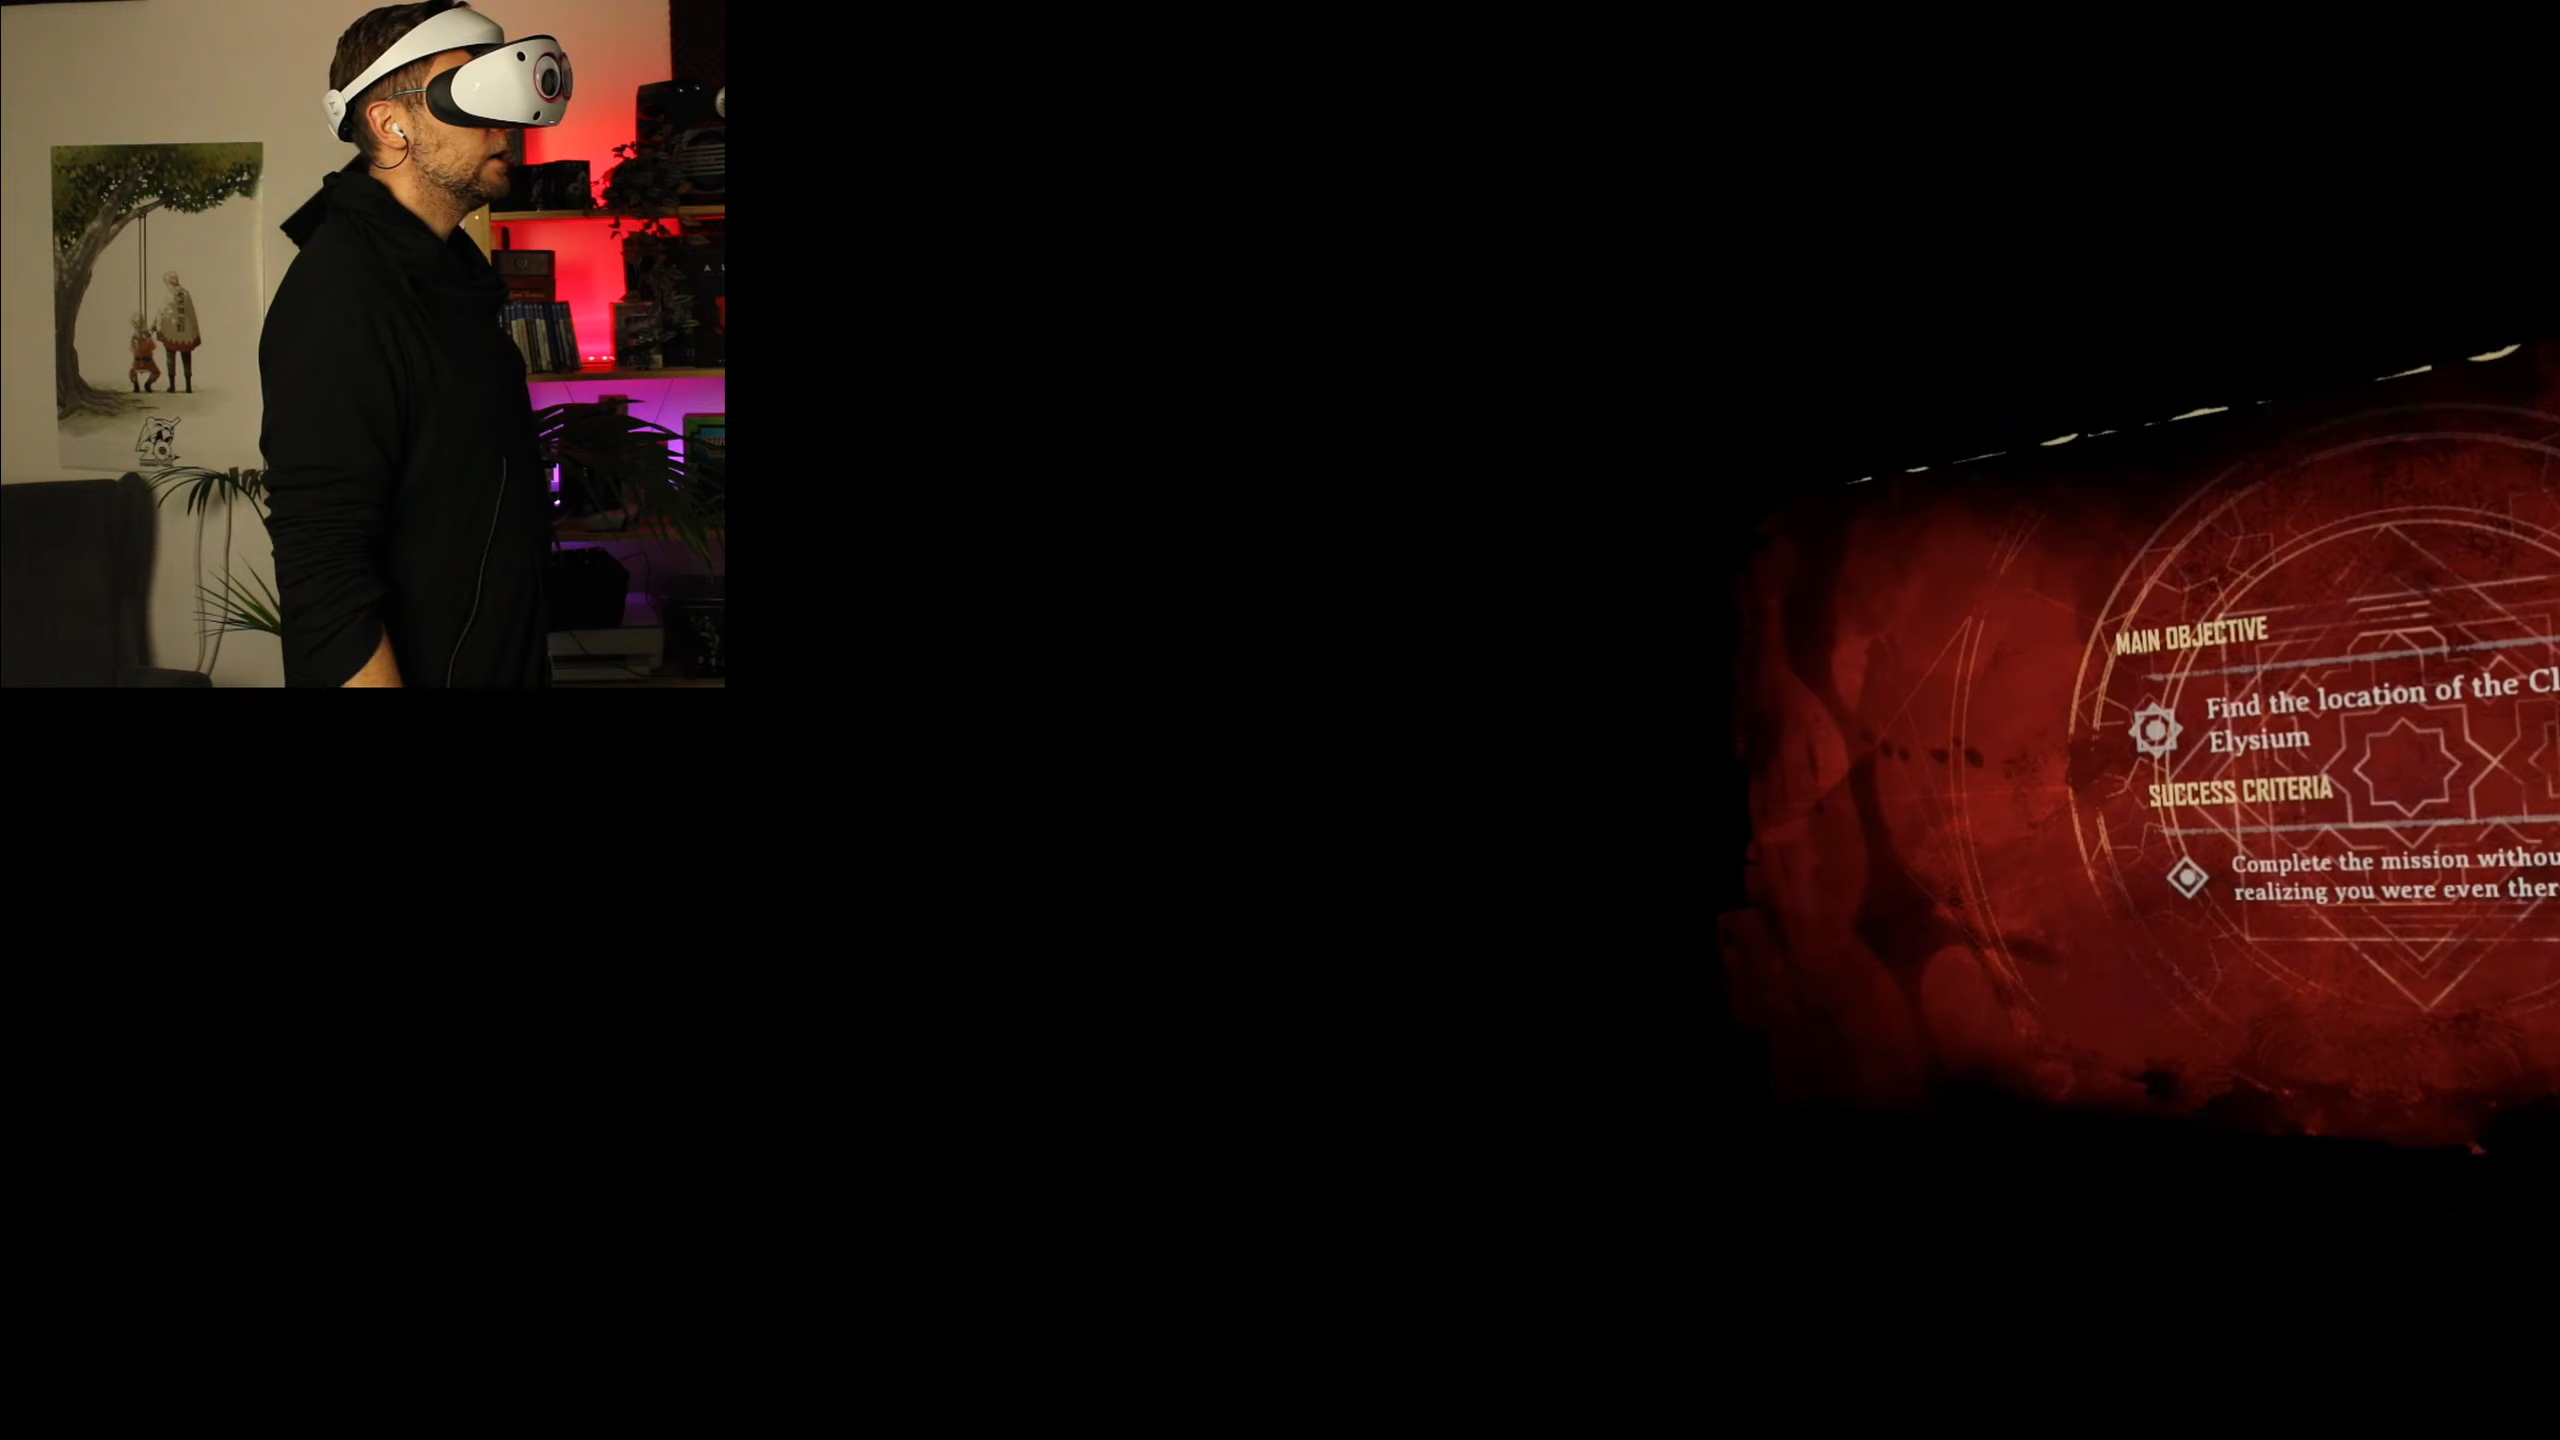 MAIN OBJECTIVE
Find the location of the Cl
Elysium
SUCCESS CRITERIA
Complete the mission withou
realizing you were even ther